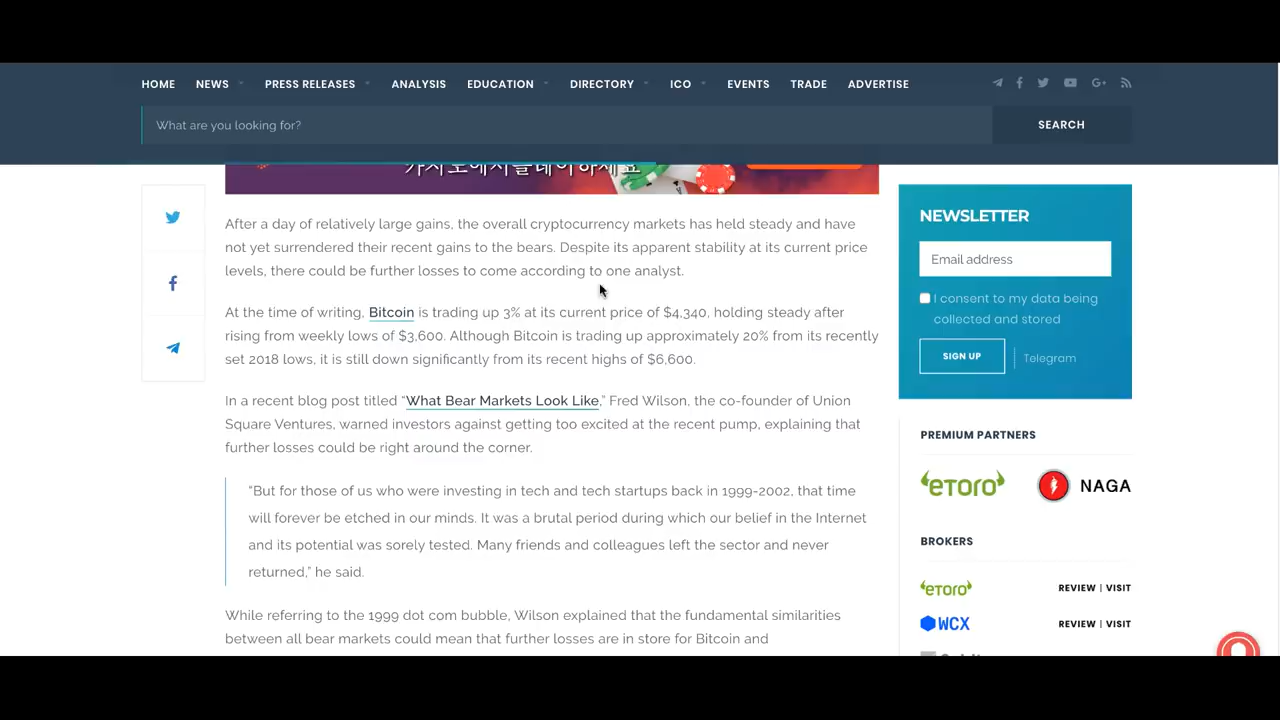 HOME NEWS PRESS RELEASES ANALYSIS EDUCATION DIRECTORY ICO EVENTS TRADE ADVERTISE
What are you looking for?
SEARCH
After a day of relatively large gains, the overall cryptocurrency markets has held steady and have
not yet surrendered their recent gains to the bears. Despite its apparent stability at its current price
levels, there could be further losses to come according to one analyst.
At the time of writing, Bitcoin is trading up 3% at its current price of $4,340, holding steady after
rising from weekly lows of $3,600. Although Bitcoin is trading up approximately 20% from its recently
set 2018 lows, it is still down significantly from its recent highs of $6,600.
In a recent blog post titled “What Bear Markets Look Like,” Fred Wilson, the co-founder of Union
Square Ventures, warned investors against getting too excited at the recent pump, explaining that
further losses could be right around the corner.
“But for those of us who were investing in tech and tech startups back in 1999-2002, that time
will forever be etched in our minds. It was a brutal period during which our belief in the Internet
and its potential was sorely tested. Many friends and colleagues left the sector and never
returned,” he said.
While referring to the 1999 dot com bubble, Wilson explained that the fundamental similarities
between all bear markets could mean that further losses are in store for Bitcoin and
NEWSLETTER
Email address
I consent to my data being
collected and stored
SIGN UP
Telegram
PREMIUM PARTNERS
eToro NAGA
BROKERS
eToro REVIEW | VISIT
WCX REVIEW | VISIT